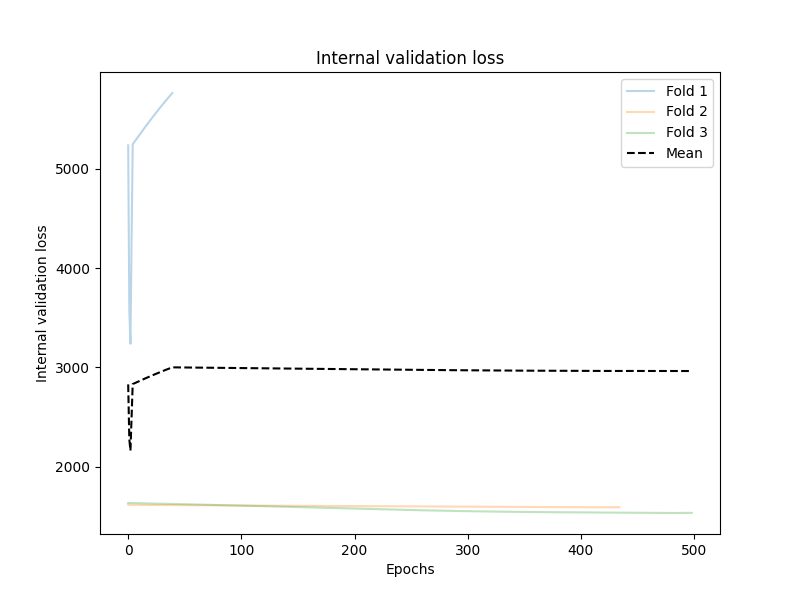 Internal validation loss
Fold 1
Fold 2
Fold 3
Mean
Internal validation loss
5000
4000
3000
2000
0
100
200
300
400
500
Epochs